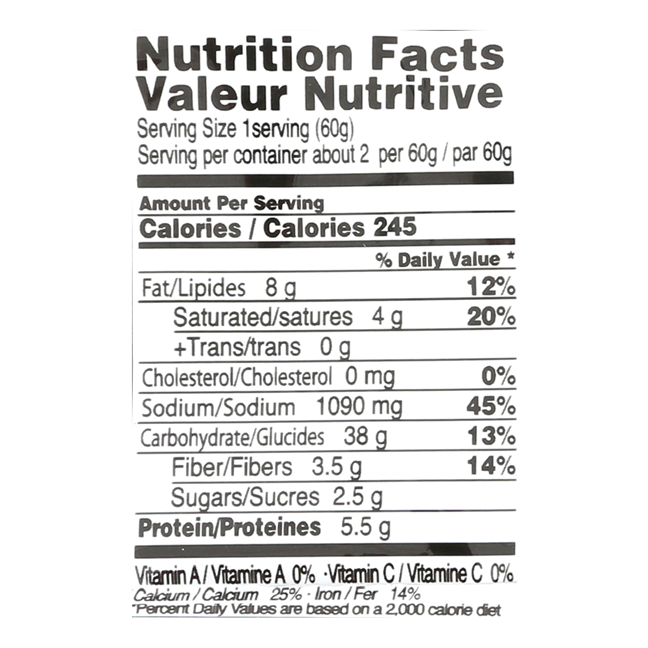 Nutrition Facts
Valeur Nutritive
Serving Size 1serving (60g)
Serving per container about 2 per 60g / par 60g
Amount Per Serving
Calories / Calories 245
% Daily Value *
Fat/Lipides 8 g 12%
Saturated/satures 4 g 20%
+Trans/trans 0 g
Cholesterol/Cholesterol 0 mg 0%
Sodium/Sodium 1090 mg 45%
Carbohydrate/Glucides 38 g 13%
Fiber/Fibers 3.5 g 14%
Sugars/Sucres 2.5 g
Protein/Proteines 5.5 g
Vitamin A / Vitamine A 0% · Vitamin C / Vitamine C 0%
Calcium / Calcium 25% · Iron / Fer 14%
*Percent Daily Values are based on a 2,000 calorie diet